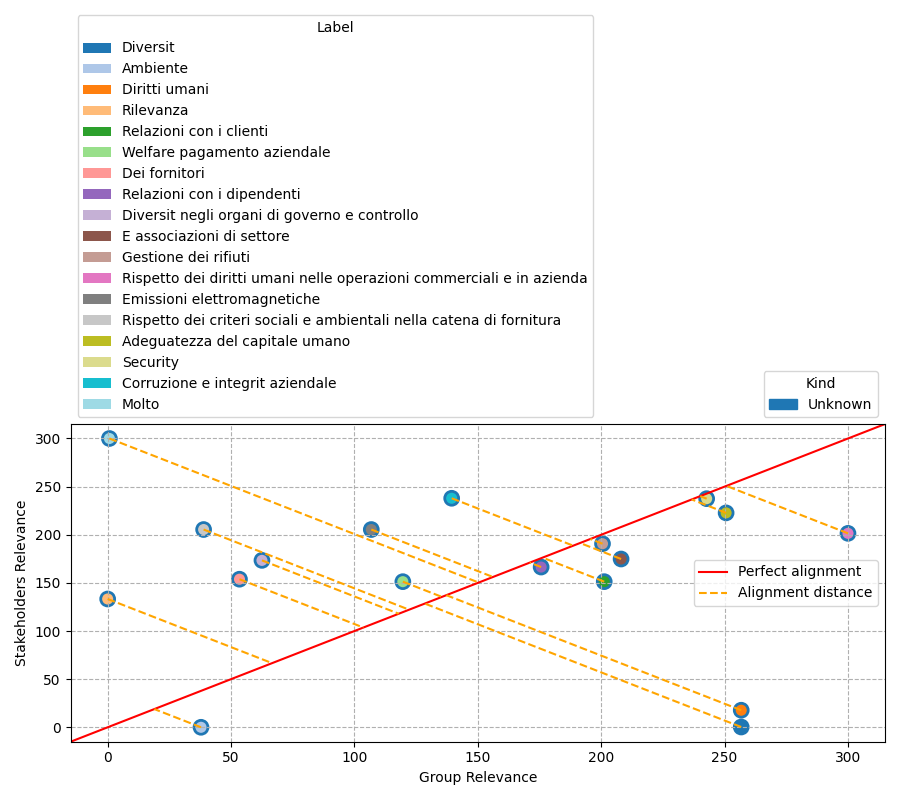 Label
Diversit
Ambiente
Diritti umani
Rilevanza
Relazioni con i clienti
Welfare pagamento aziendale
Dei fornitori
Relazioni con i dipendenti
Diversit negli organi di governo e controllo
E associazioni di settore
Gestione dei rifiuti
Rispetto dei diritti umani nelle operazioni commerciali e in azienda
Emissioni elettromagnetiche
Rispetto dei criteri sociali e ambientali nella catena di fornitura
Adeguatezza del capitale umano
Security
Corruzione e integrit aziendale
Molto
Kind
Unknown
300
250
200
150
100
50
0
Stakeholders Relevance
Perfect alignment
Alignment distance
0 50 100 150 200 250 300
Group Relevance